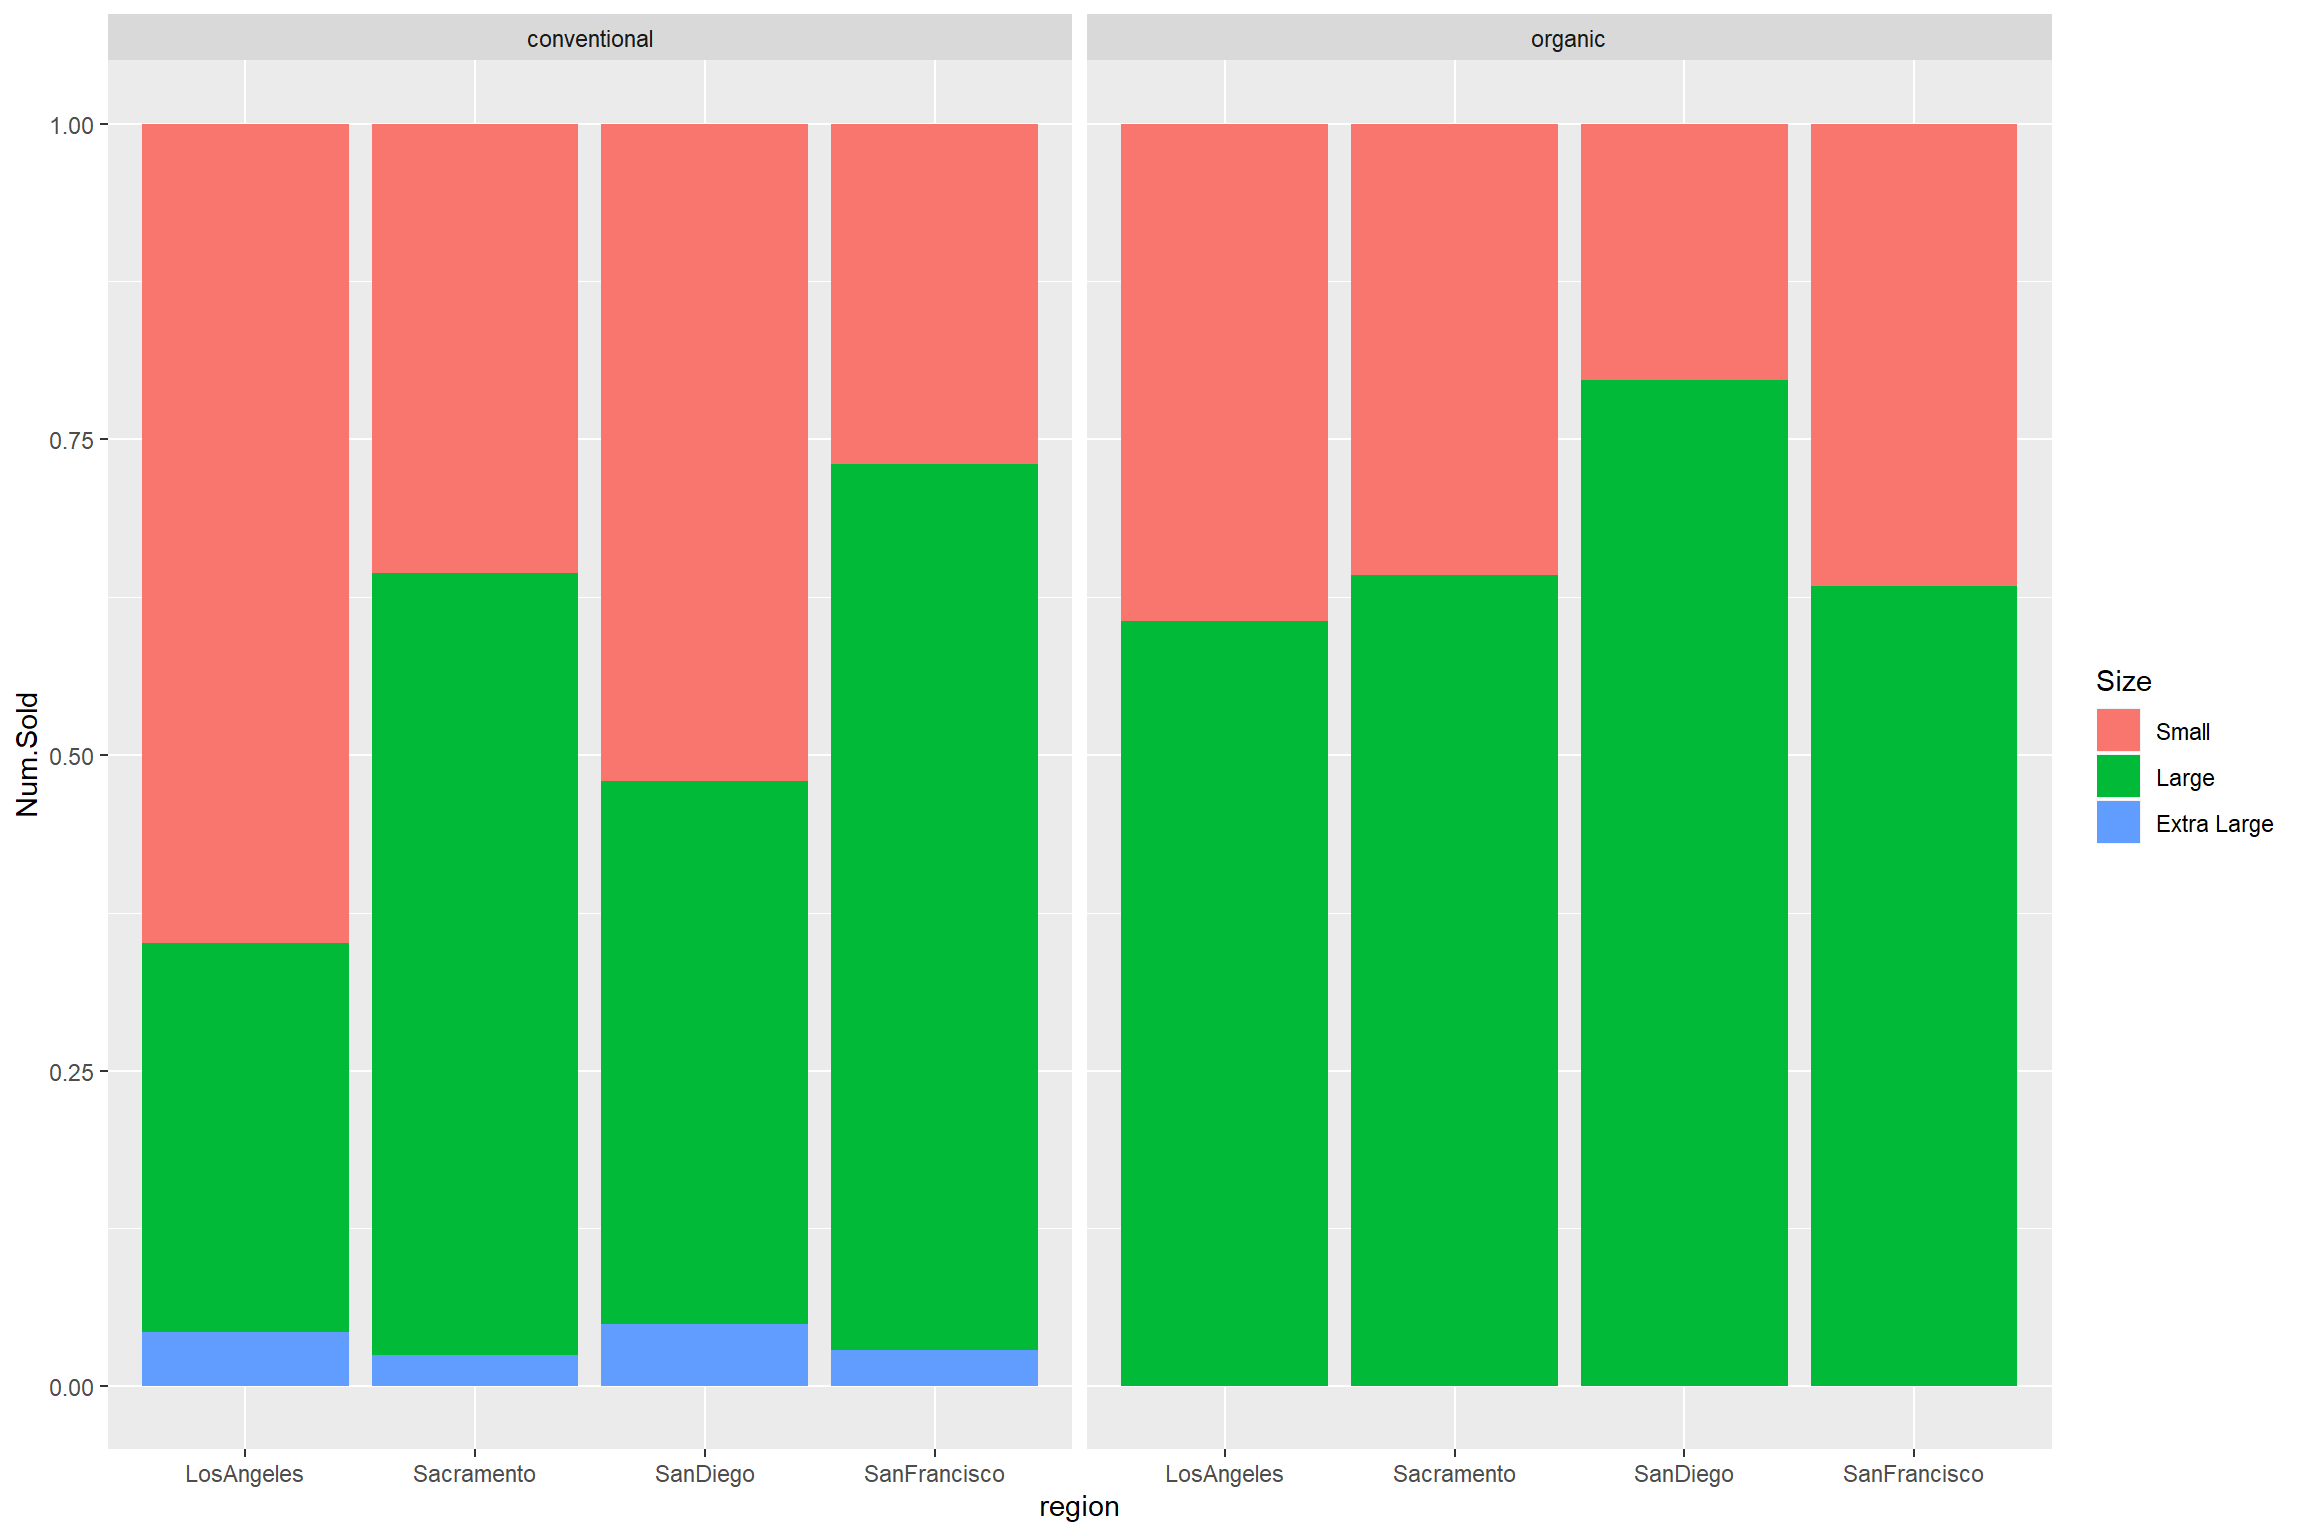 conventional
organic
1.00
0.75
0.50
0.25
0.00
Num.Sold
LosAngeles
Sacramento
SanDiego
SanFrancisco
LosAngeles
Sacramento
SanDiego
SanFrancisco
region
Size
Small
Large
Extra Large